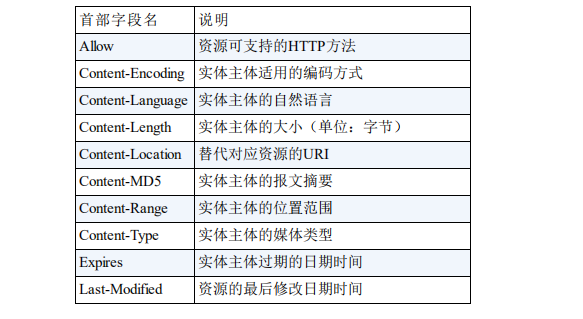 首部字段名 说明
Allow 资源可支持的HTTP方法
Content-Encoding 实体主体适用的编码方式
Content-Language 实体主体的自然语言
Content-Length 实体主体的大小（单位：字节）
Content-Location 替代对应资源的URI
Content-MD5 实体主体的报文摘要
Content-Range 实体主体的位置范围
Content-Type 实体主体的媒体类型
Expires 实体主体过期的日期时间
Last-Modified 资源的最后修改日期时间